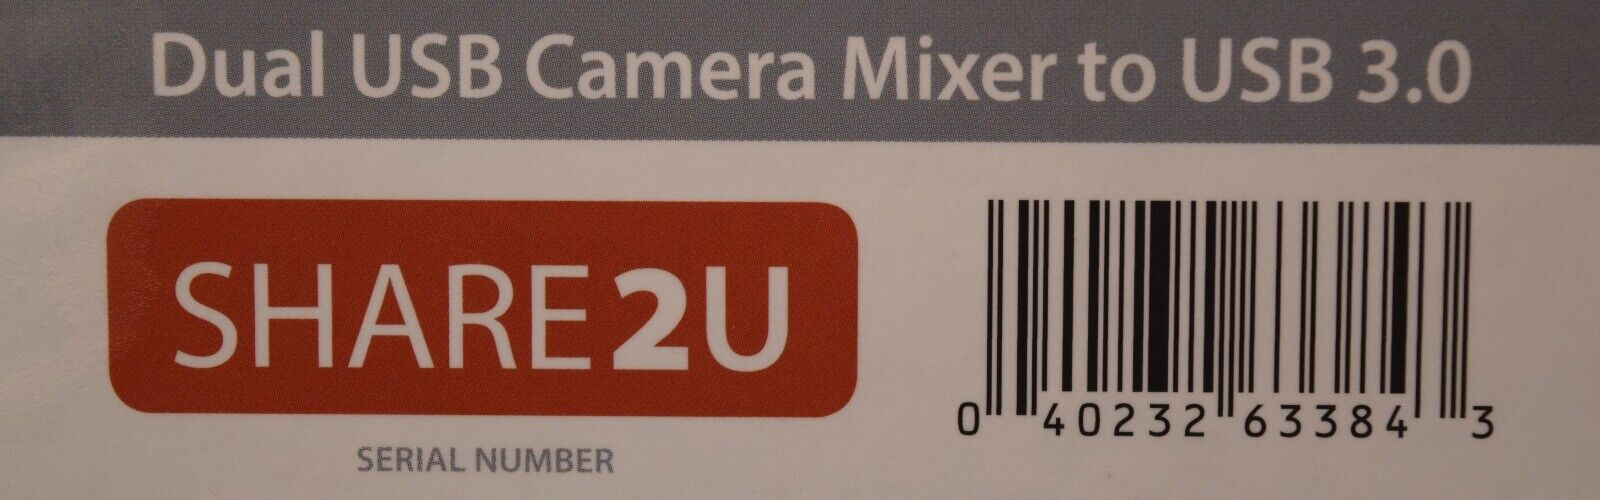 Dual USB Camera Mixer to USB 3.0
SHARE2U
SERIAL NUMBER
0 40232 63384 3